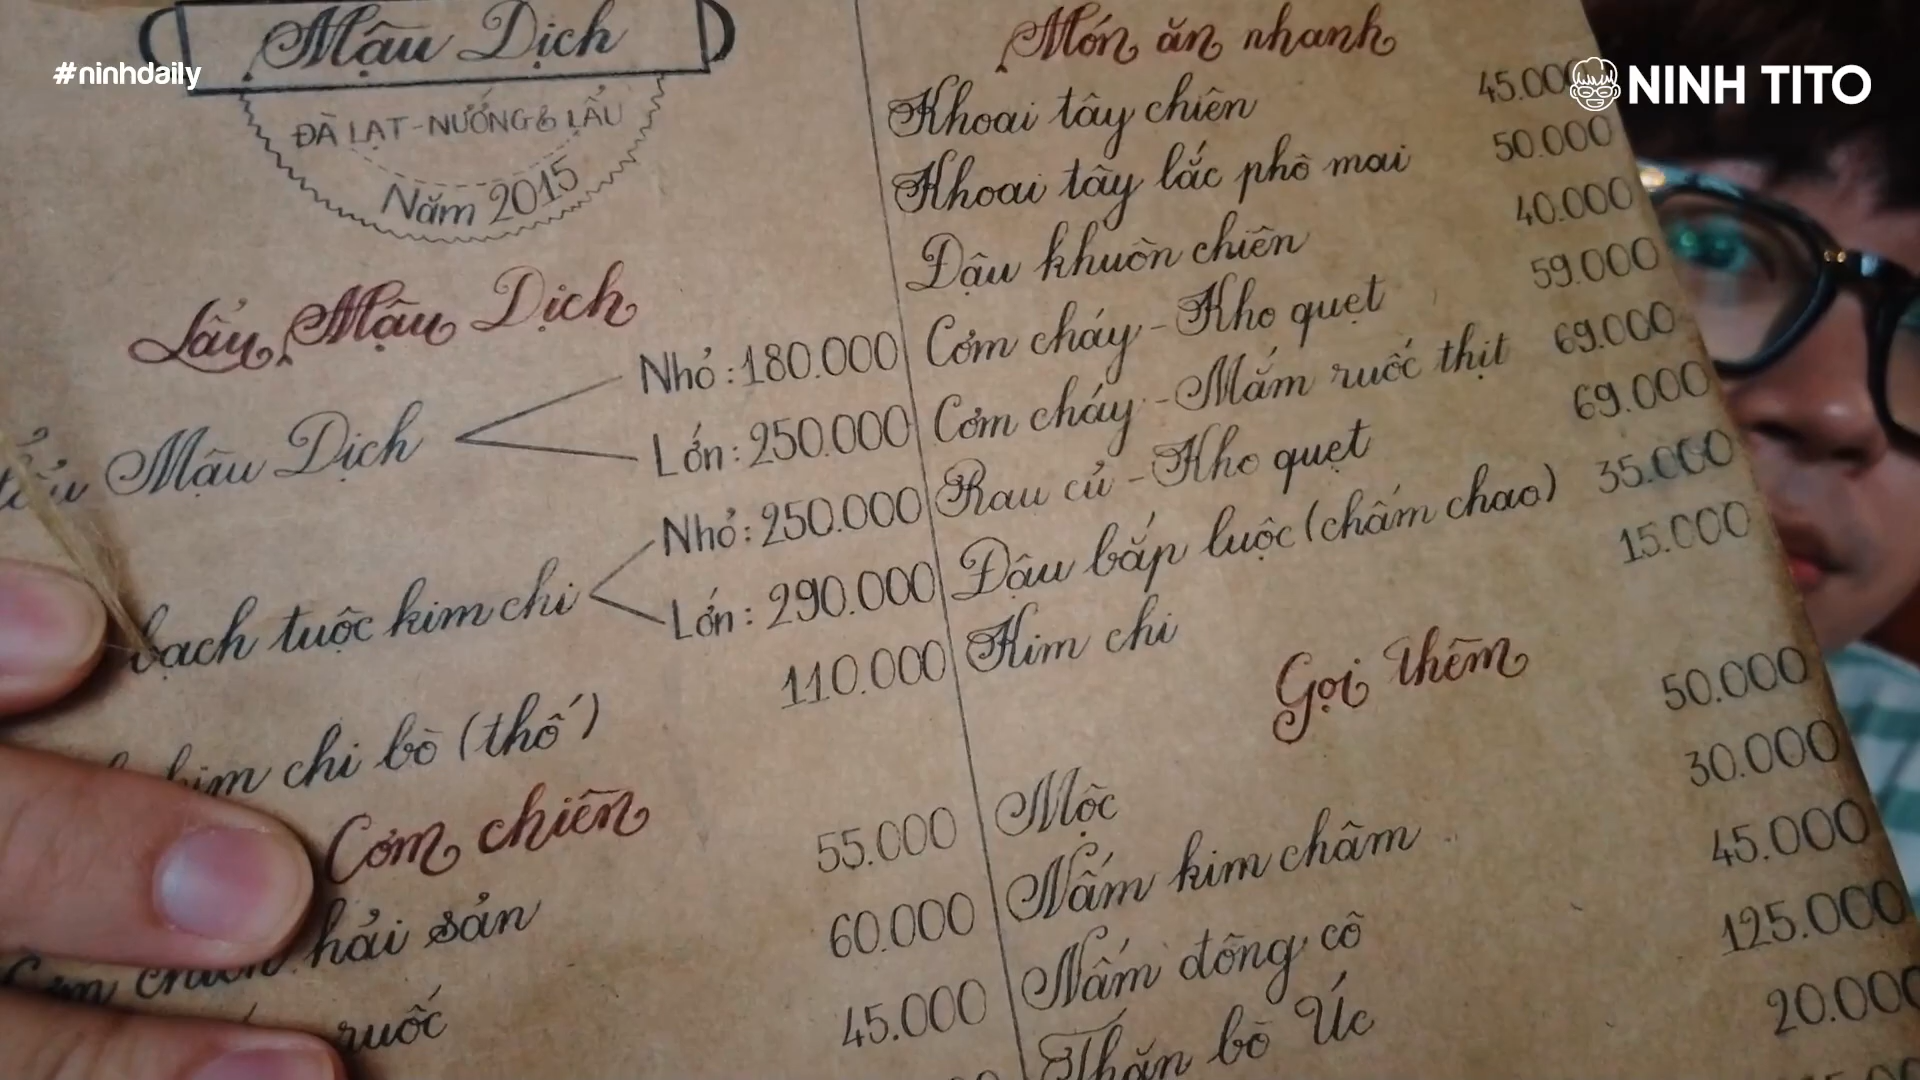 #ninhdaily
NINH TITO
Mậu Dịch
ĐÀ LẠT-NƯỚNG & LẨU
Năm 2015
Lẩu Mậu Dịch
Mậu Dịch
Nhỏ: 180.000
Lớn: 250.000
bạch tuộc kim chi
Nhỏ: 250.000
Lớn: 290.000
kim chi bò (thố) 110.000
Cơm chiên
55.000
Cơm chiên hải sản 60.000
ruốc 45.000
Món ăn nhanh
Khoai tây chiên 45.000
Khoai tây lắc phô mai 50.000
Đậu khuôn chiên 40.000
Cơm cháy - Kho quẹt 59.000
Cơm cháy - Mắm ruốc thịt 69.000
Rau củ - Kho quẹt 69.000
Đậu bắp luộc (chấm chao) 35.000
Kim chi 15.000
Gọi thêm
Mộc 50.000
Nấm kim châm 30.000
Nấm đông cô 45.000
Thăn bò Úc 125.000
20.000